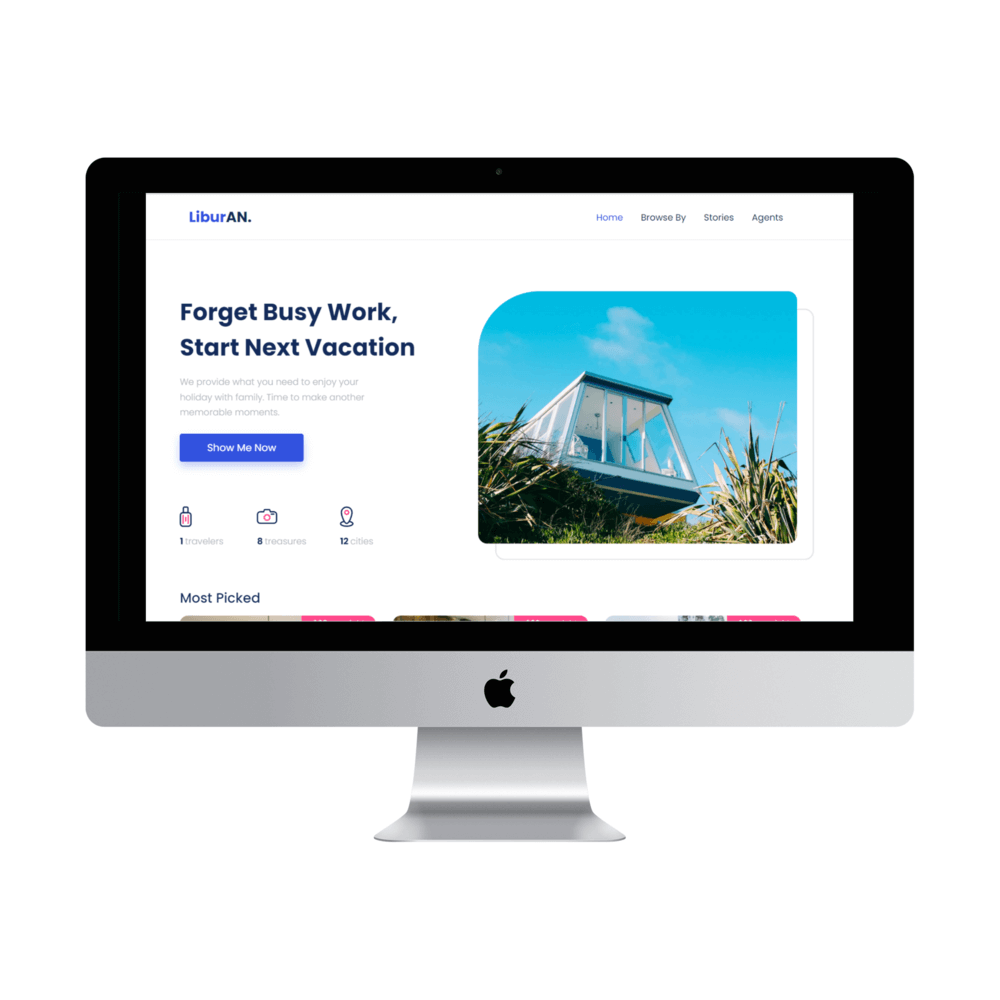 LiburAN.
Home Browse By Stories Agents
Forget Busy Work,
Start Next Vacation
We provide what you need to enjoy your
holiday with family. Time to make another
memorable moments.
Show Me Now
1 travelers 8 treasures 12 cities
Most Picked